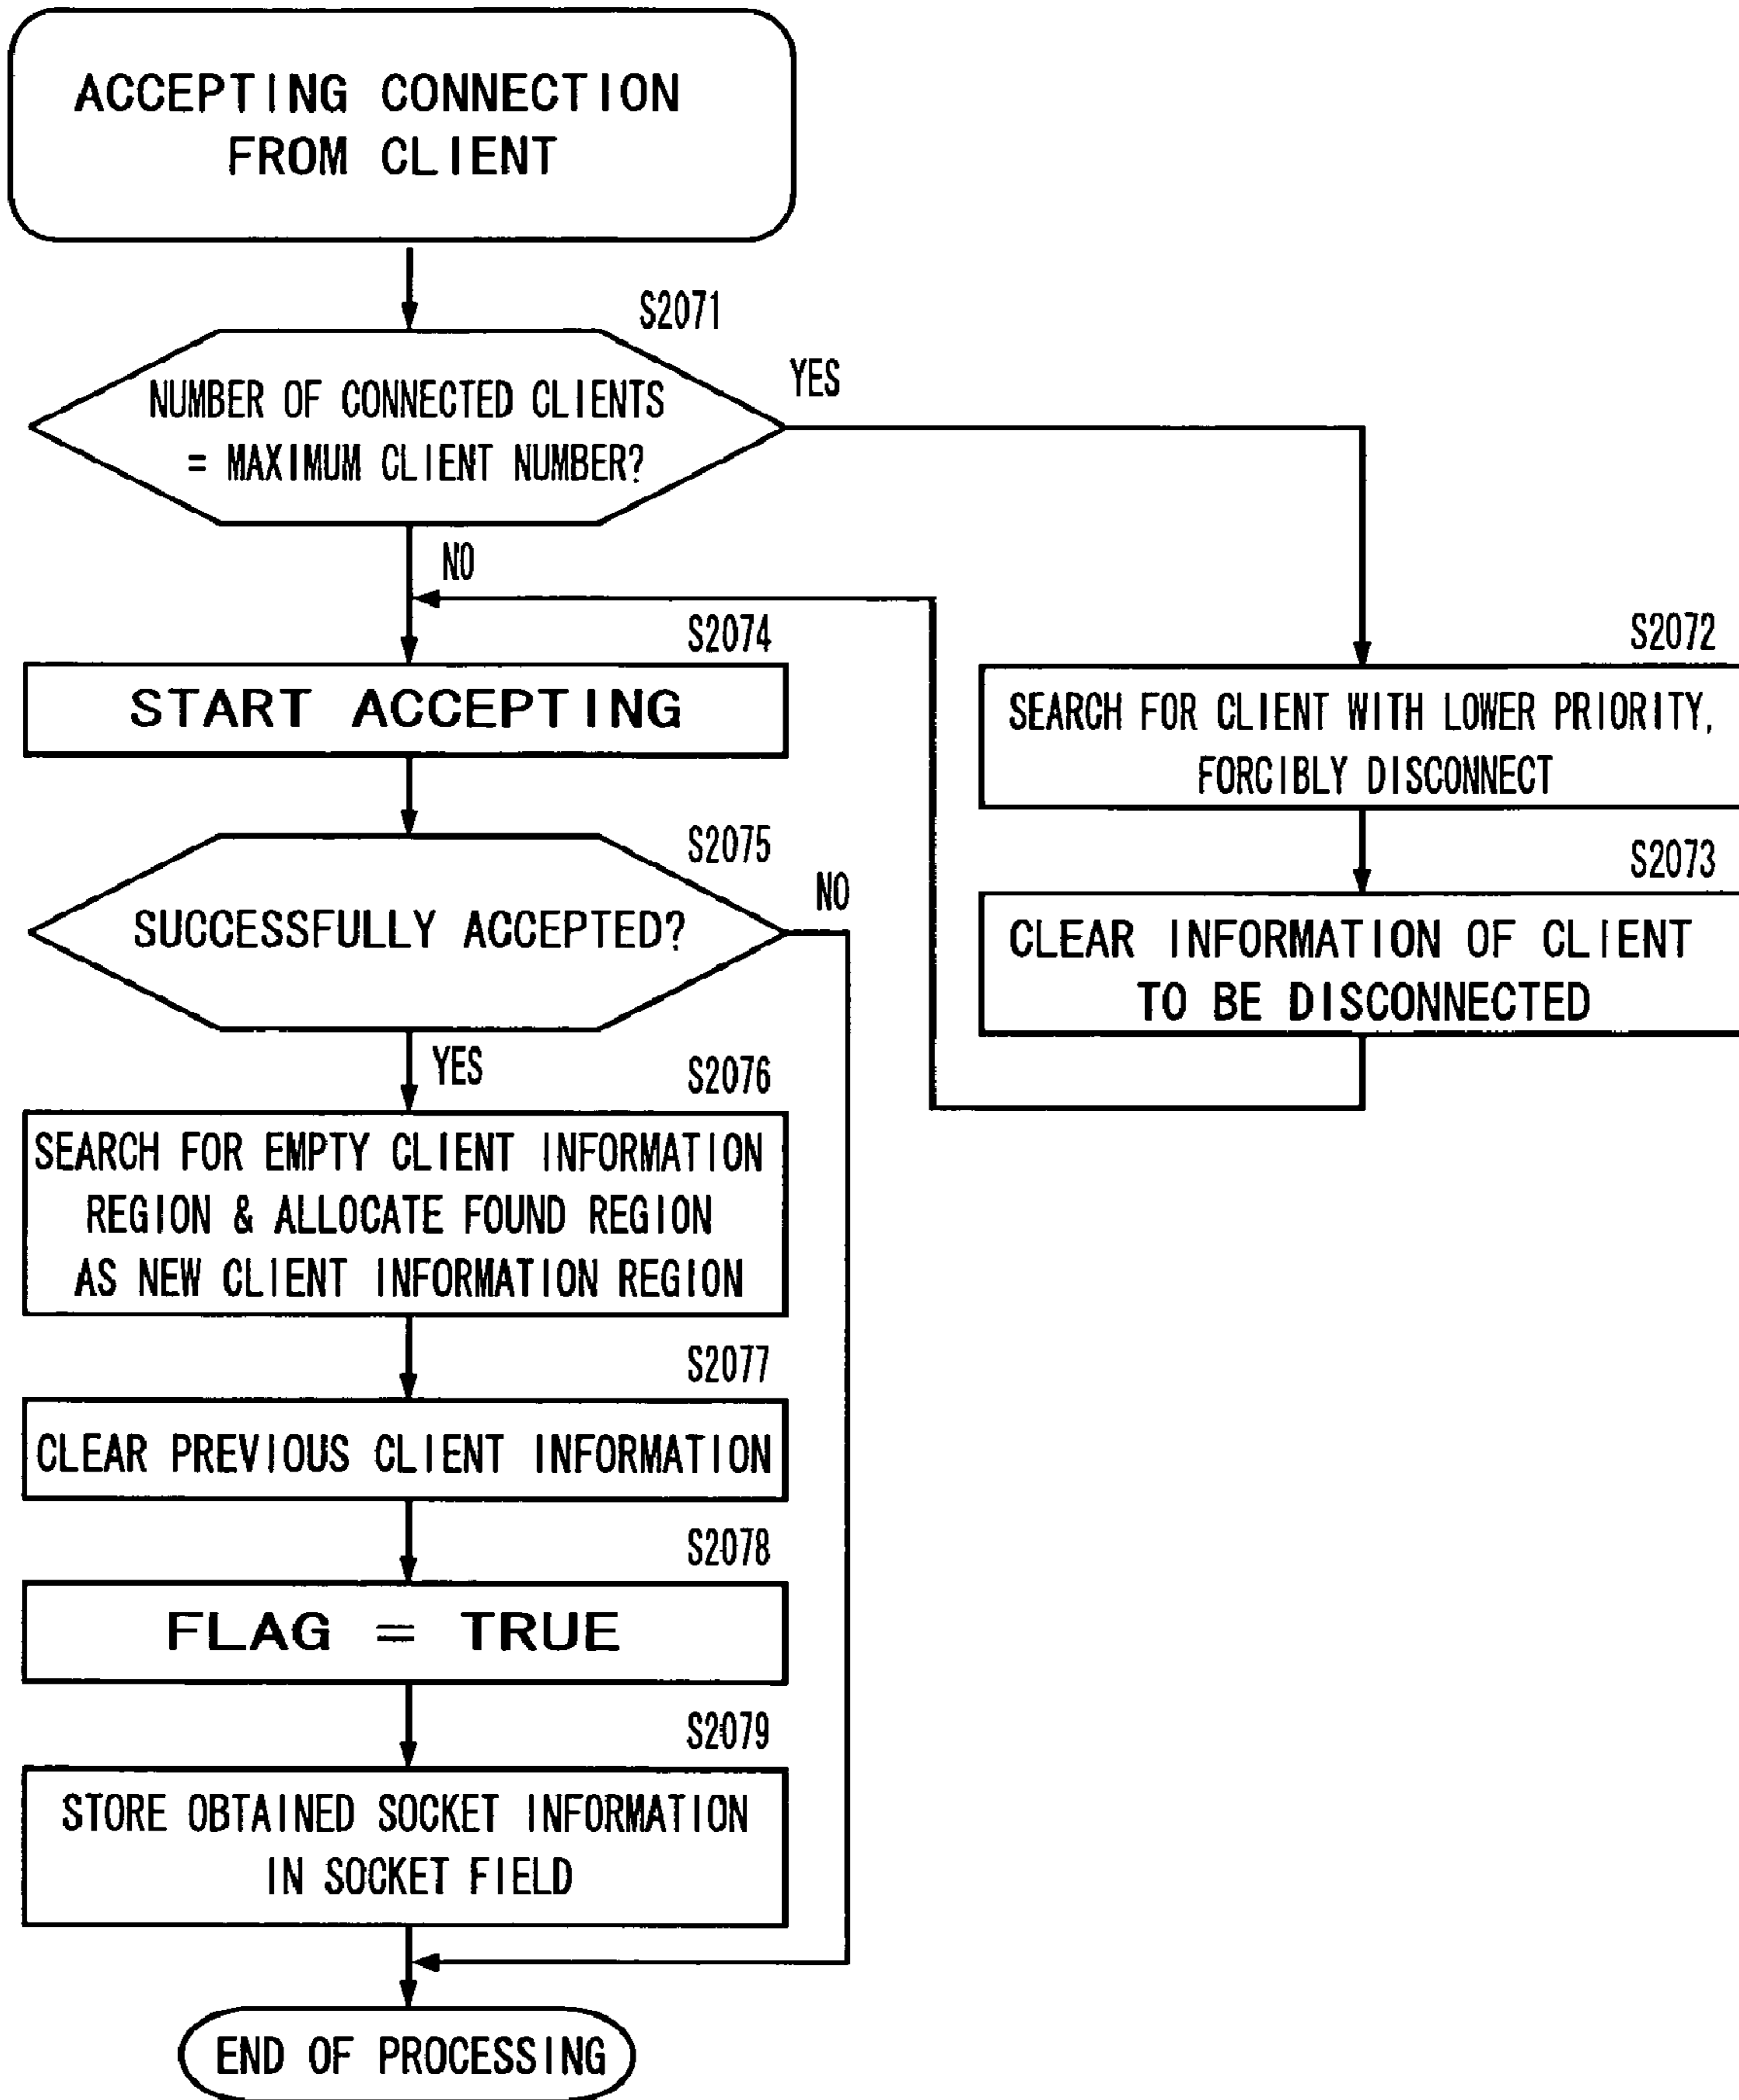 ACCEPTING CONNECTION
FROM CLIENT
S2071
NUMBER OF CONNECTED CLIENTS
= MAXIMUM CLIENT NUMBER?
YES
NO
S2074
START ACCEPTING
S2072
SEARCH FOR CLIENT WITH LOWER PRIORITY,
FORCIBLY DISCONNECT
S2073
CLEAR INFORMATION OF CLIENT
TO BE DISCONNECTED
S2075
SUCCESSFULLY ACCEPTED?
NO
YES
S2076
SEARCH FOR EMPTY CLIENT INFORMATION
REGION & ALLOCATE FOUND REGION
AS NEW CLIENT INFORMATION REGION
S2077
CLEAR PREVIOUS CLIENT INFORMATION
S2078
FLAG = TRUE
S2079
STORE OBTAINED SOCKET INFORMATION
IN SOCKET FIELD
END OF PROCESSING